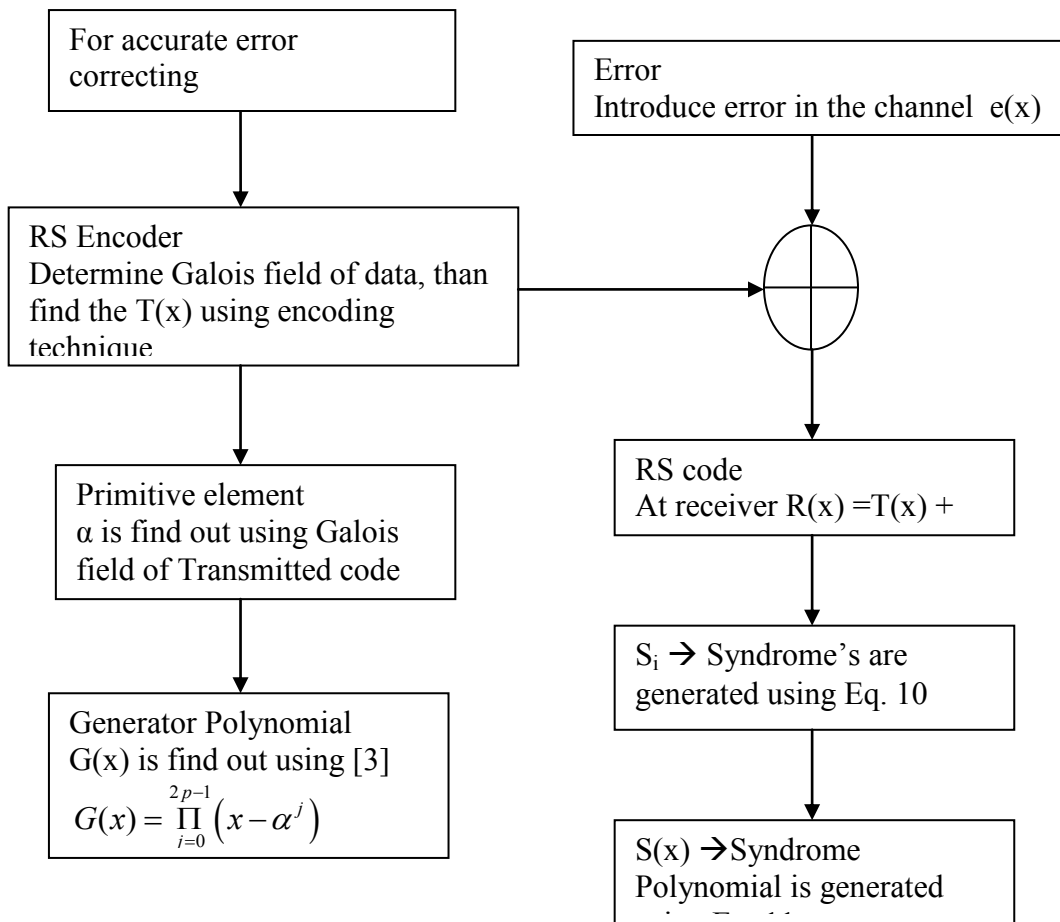 For accurate error
correcting
Error
Introduce error in the channel e(x)
RS Encoder
Determine Galois field of data, than
find the T(x) using encoding
technique
Primitive element
α is find out using Galois
field of Transmitted code
Generator Polynomial
G(x) is find out using [3]
G(x) = ∏_{j=0}^{2p-1} (x - α^j)
RS code
At receiver R(x) =T(x) +
S_i → Syndrome's are
generated using Eq. 10
S(x) →Syndrome
Polynomial is generated